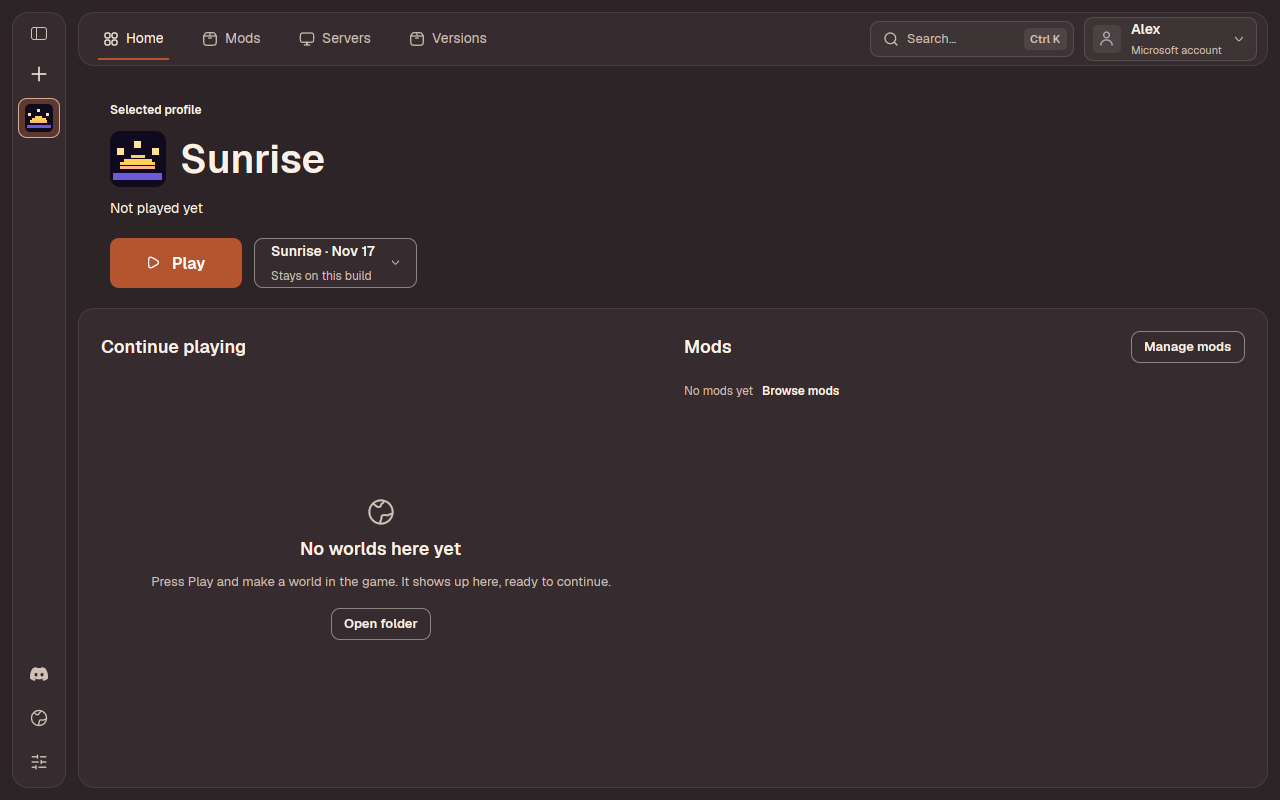 Home
Mods
Servers
Versions
Search...
Ctrl K
Alex
Microsoft account
Selected profile
Sunrise
Not played yet
Play
Sunrise · Nov 17
Stays on this build
Continue playing
No worlds here yet
Press Play and make a world in the game. It shows up here, ready to continue.
Open folder
Mods
Manage mods
No mods yet Browse mods